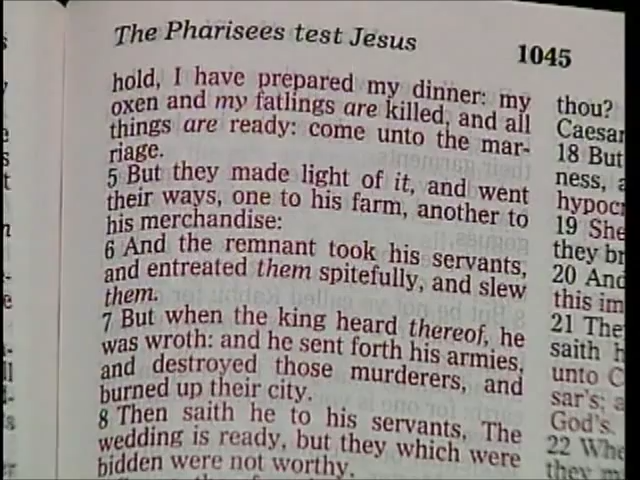 The Pharisees test Jesus
1045
hold, I have prepared my dinner: my
oxen and my fatlings are killed, and all
things are ready: come unto the mar-
riage.
5 But they made light of it, and went
their ways, one to his farm, another to
his merchandise:
6 And the remnant took his servants,
and entreated them spitefully, and slew
them.
7 But when the king heard thereof, he
was wroth: and he sent forth his armies,
and destroyed those murderers, and
burned up their city.
8 Then saith he to his servants, The
wedding is ready, but they which were
bidden were not worthy.
thou?
Caesar
18 But
ness,
hypocr
19 She
they br
20 And
this im
21 The
saith
unto C
sar's;
God's.
22 Whe
they